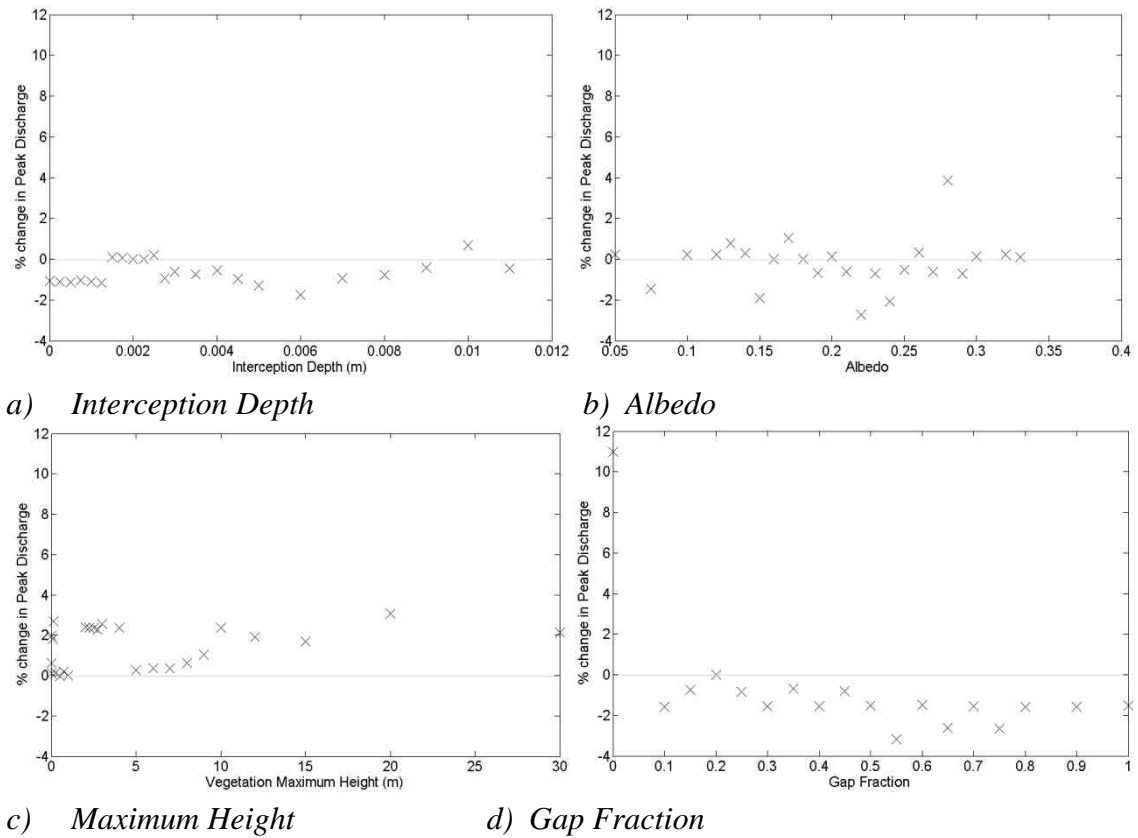 12
10
8
6
4
2
0
-2
-4
% change in Peak Discharge
0 0.002 0.004 0.006 0.008 0.01 0.012
Interception Depth (m)
12
10
8
6
4
2
0
-2
-4
% change in Peak Discharge
0.05 0.1 0.15 0.2 0.25 0.3 0.35 0.4
Albedo
a) Interception Depth
b) Albedo
12
10
8
6
4
2
0
-2
-4
% change in Peak Discharge
0 5 10 15 20 25 30
Vegetation Maximum Height (m)
12
10
8
6
4
2
0
-2
-4
% change in Peak Discharge
0 0.1 0.2 0.3 0.4 0.5 0.6 0.7 0.8 0.9 1
Gap Fraction
c) Maximum Height
d) Gap Fraction